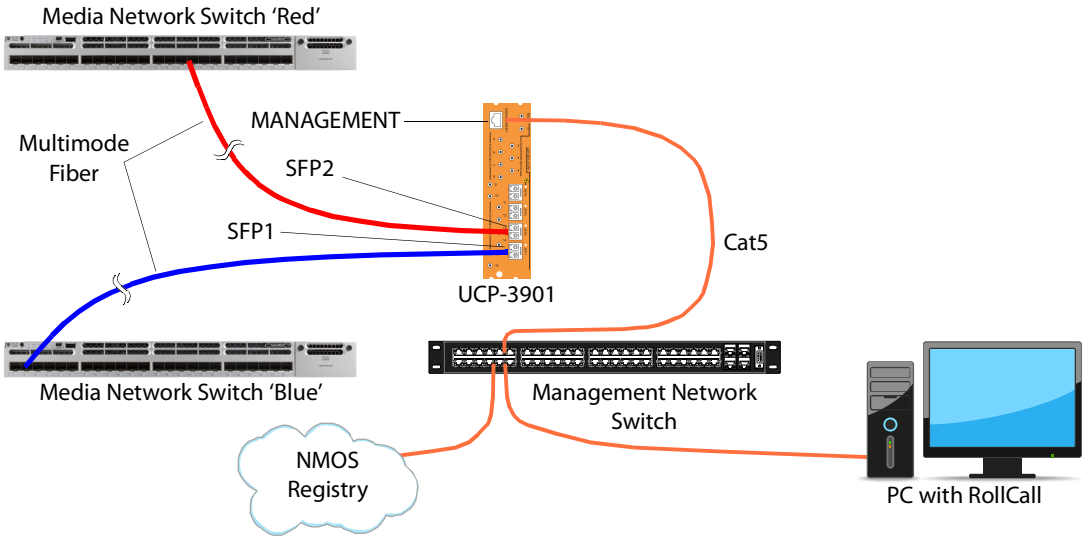 Media Network Switch 'Red'
MANAGEMENT
Multimode
Fiber
SFP2
SFP1
Cat5
UCP-3901
Media Network Switch 'Blue'
Management Network
Switch
NMOS
Registry
PC with RollCall